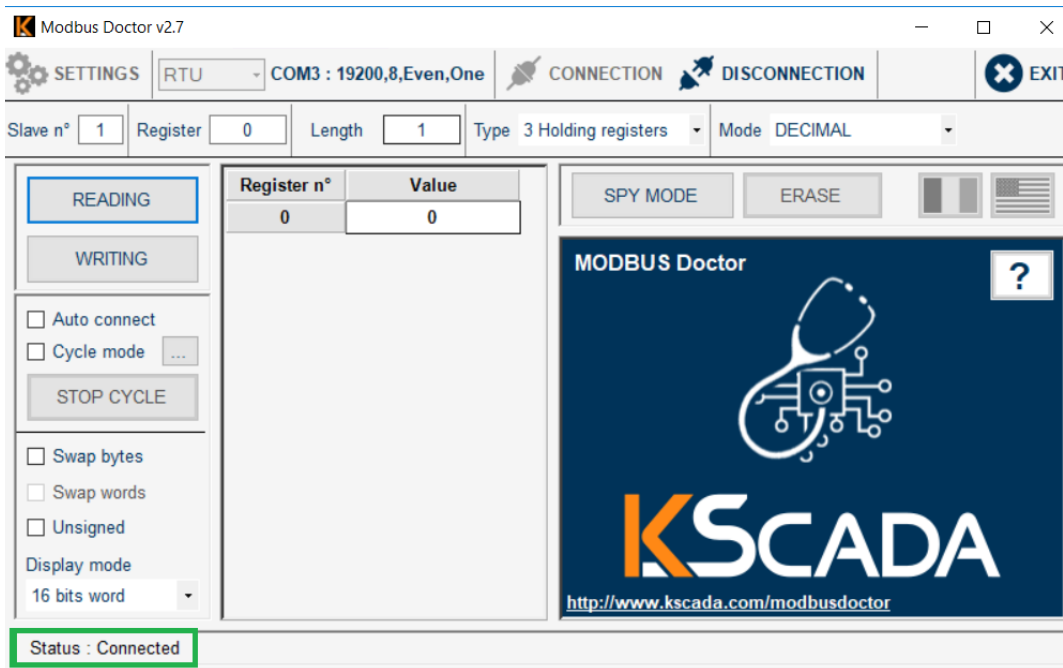 Modbus Doctor v2.7
SETTINGS RTU COM3 : 19200,8,Even,One CONNECTION DISCONNECTION EXIT
Slave n° 1 Register 0 Length 1 Type 3 Holding registers Mode DECIMAL
READING
WRITING
Auto connect
Cycle mode ...
STOP CYCLE
Swap bytes
Swap words
Unsigned
Display mode
16 bits word
Register n° Value
0 0
SPY MODE ERASE
MODBUS Doctor ?
KSCADA
http://www.kscada.com/modbusdoctor
Status : Connected